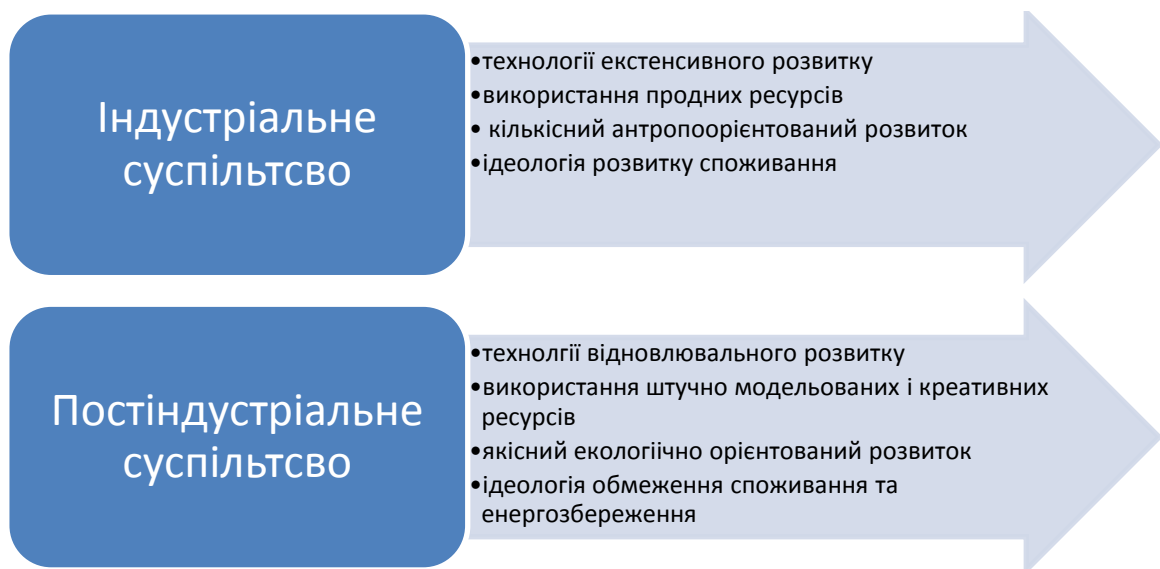 Індустріальне
суспільтсво
•технології екстенсивного розвитку
•використання продних ресурсів
• кількісний антропоорієнтований розвиток
•ідеологія розвитку споживання
Постіндустріальне
суспільтсво
•технолгії відновлювального розвитку
•використання штучно модельованих і креативних
ресурсів
•якісний екологіічно орієнтований розвиток
•ідеологія обмеження споживання та
енергозбереження